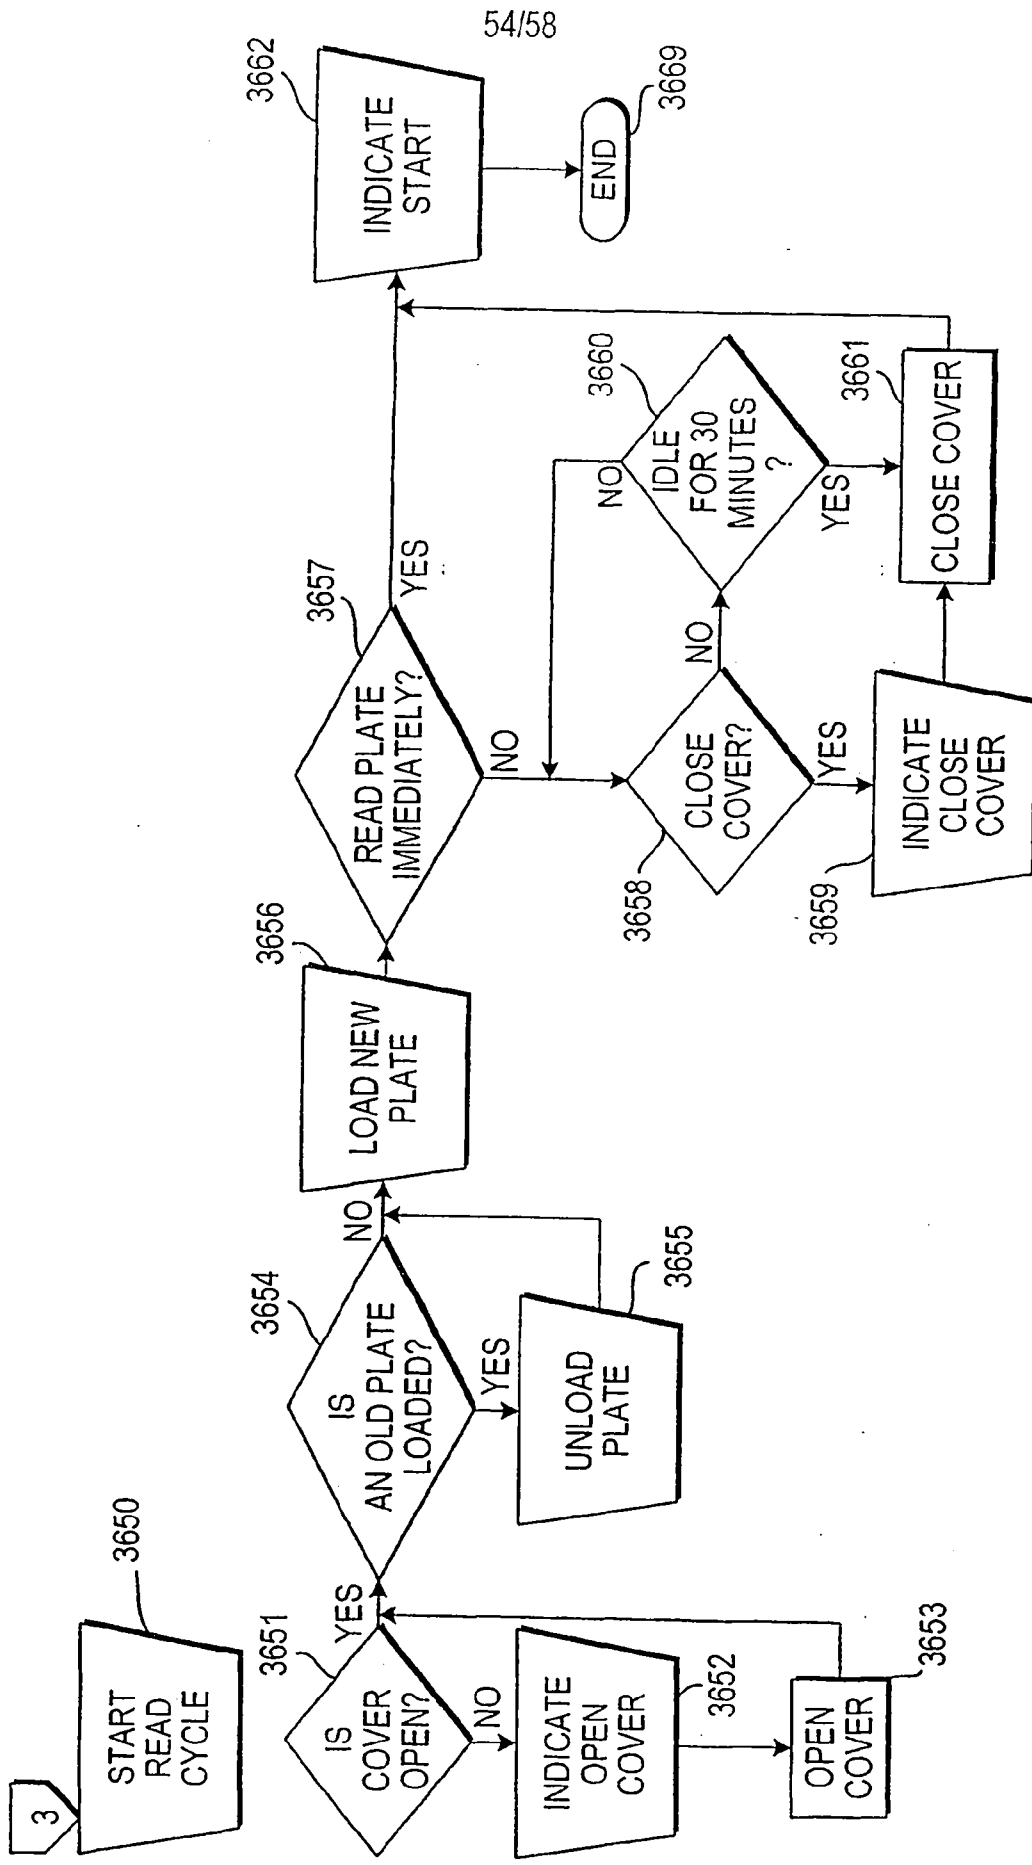 54/58
3
START
READ
CYCLE
3650
IS
COVER
OPEN?
3651
YES
NO
INDICATE
OPEN
COVER
3652
OPEN
COVER
3653
IS
AN OLD PLATE
LOADED?
3654
NO
YES
UNLOAD
PLATE
3655
LOAD NEW
PLATE
3656
READ PLATE
IMMEDIATELY?
3657
YES
NO
CLOSE
COVER?
3658
NO
YES
INDICATE
CLOSE
COVER
3659
IDLE
FOR 30
MINUTES
?
3660
NO
YES
CLOSE COVER
3661
INDICATE
START
3662
END
3669